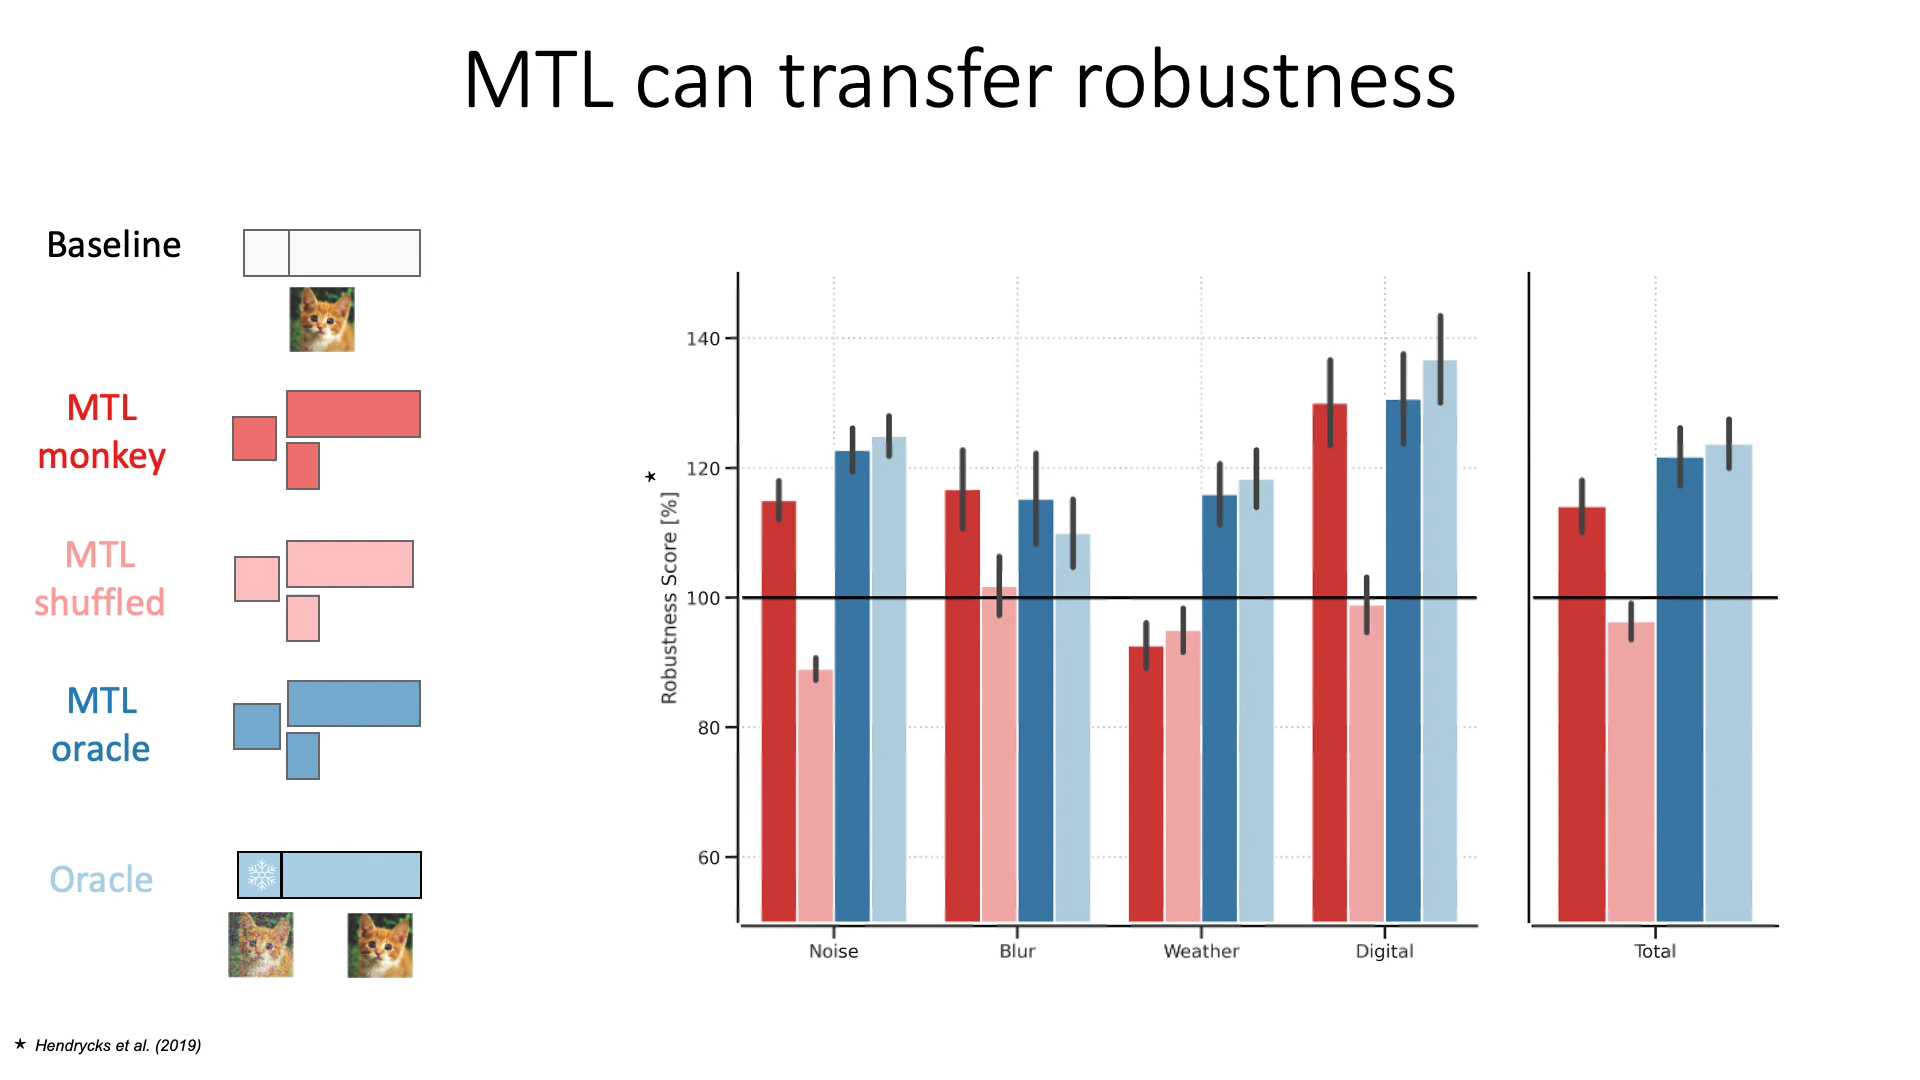 MTL can transfer robustness
Baseline
MTL
monkey
MTL
shuffled
MTL
oracle
Oracle
★ Hendrycks et al. (2019)
Robustness Score [%]★
140
120
100
80
60
Noise
Blur
Weather
Digital
Total